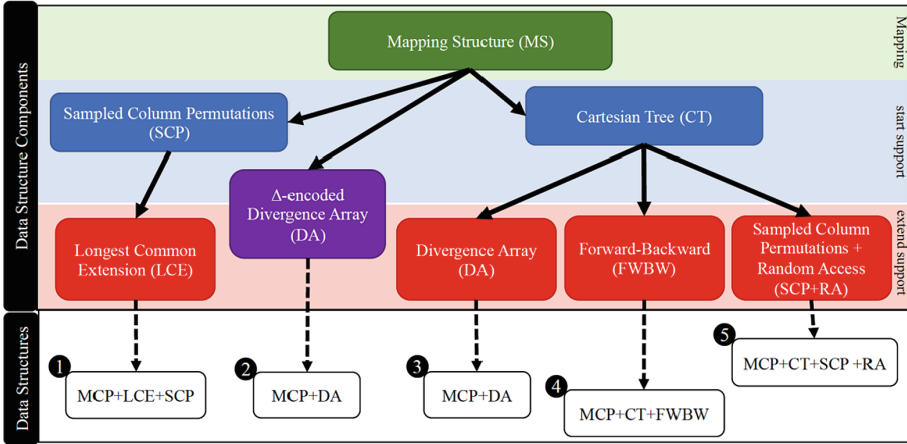 Data Structure Components
Mapping
Mapping Structure (MS)
start support
Sampled Column Permutations
(SCP)
Cartesian Tree (CT)
Δ-encoded
Divergence Array
(DA)
extend support
Longest Common
Extension (LCE)
Divergence Array
(DA)
Forward-Backward
(FWBW)
Sampled Column
Permutations +
Random Access
(SCP+RA)
Data Structures
1
MCP+LCE+SCP
2
MCP+DA
3
MCP+DA
4
MCP+CT+FWBW
5
MCP+CT+SCP +RA